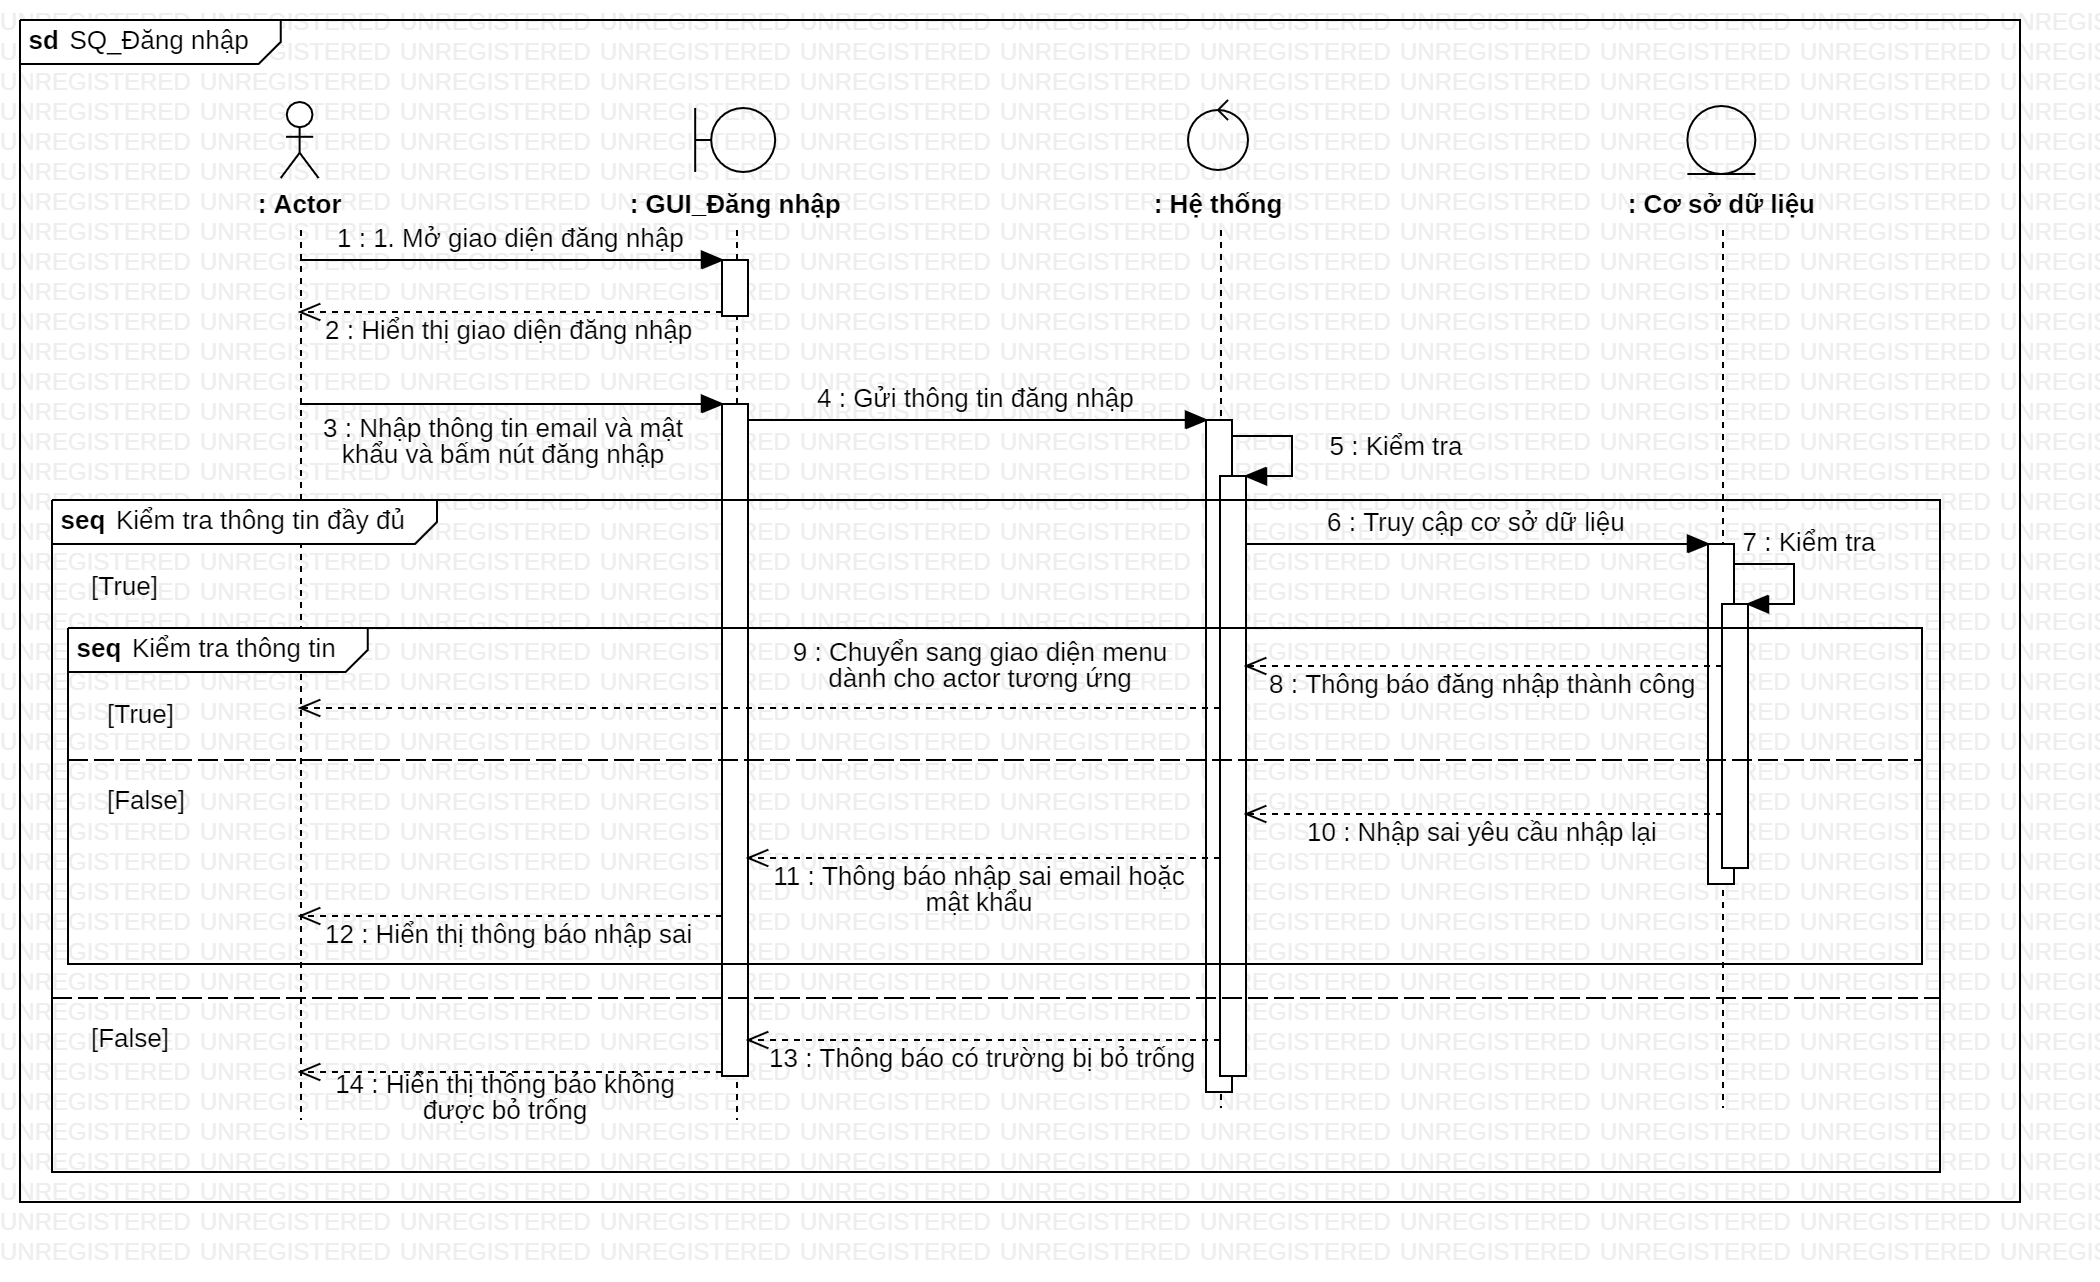 sd SQ_Đăng nhập
: Actor
: GUI_Đăng nhập
: Hệ thống
: Cơ sở dữ liệu
1 : 1. Mở giao diện đăng nhập
2 : Hiển thị giao diện đăng nhập
3 : Nhập thông tin email và mật
khẩu và bấm nút đăng nhập
4 : Gửi thông tin đăng nhập
5 : Kiểm tra
seq Kiểm tra thông tin đầy đủ
6 : Truy cập cơ sở dữ liệu
7 : Kiểm tra
[True]
seq Kiểm tra thông tin
9 : Chuyển sang giao diện menu
dành cho actor tương ứng
8 : Thông báo đăng nhập thành công
[True]
[False]
10 : Nhập sai yêu cầu nhập lại
11 : Thông báo nhập sai email hoặc
mật khẩu
12 : Hiển thị thông báo nhập sai
[False]
13 : Thông báo có trường bị bỏ trống
14 : Hiển thị thông báo không
được bỏ trống
UNREGISTERED